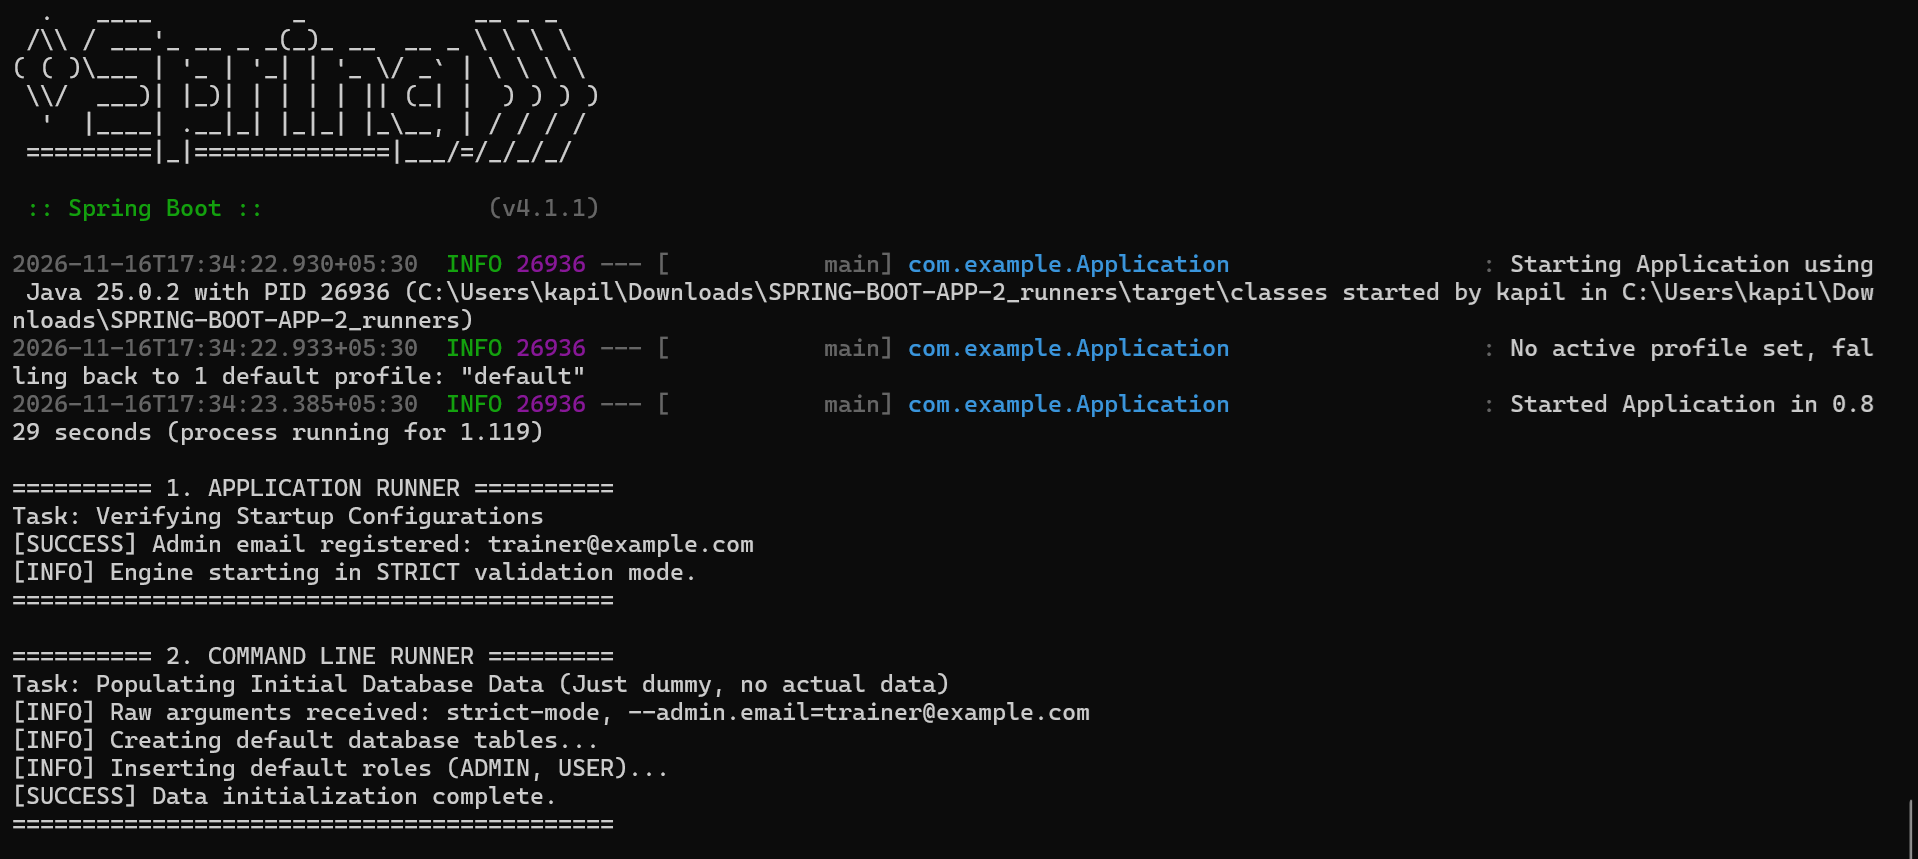 .   ____          _            __ _ _
 /\\ / ___'_ __ _ _(_)_ __  __ _ \ \ \ \
( ( )\___ | '_ | '_| | '_ \/ _` | \ \ \ \
 \\/  ___)| |_)| | | | | || (_| |  ) ) ) )
  '  |____| .__|_| |_|_| |_\__, | / / / /
 =========|_|==============|___/=/_/_/_/
 :: Spring Boot ::                (v4.1.1)
2026-11-16T17:34:22.930+05:30  INFO 26936 --- [           main] com.example.Application                  : Starting Application using
 Java 25.0.2 with PID 26936 (C:\Users\kapil\Downloads\SPRING-BOOT-APP-2_runners\target\classes started by kapil in C:\Users\kapil\Dow
nloads\SPRING-BOOT-APP-2_runners)
2026-11-16T17:34:22.933+05:30  INFO 26936 --- [           main] com.example.Application                  : No active profile set, fal
ling back to 1 default profile: "default"
2026-11-16T17:34:23.385+05:30  INFO 26936 --- [           main] com.example.Application                  : Started Application in 0.8
29 seconds (process running for 1.119)
========== 1. APPLICATION RUNNER ==========
Task: Verifying Startup Configurations
[SUCCESS] Admin email registered: trainer@example.com
[INFO] Engine starting in STRICT validation mode.
===========================================
========== 2. COMMAND LINE RUNNER =========
Task: Populating Initial Database Data (Just dummy, no actual data)
[INFO] Raw arguments received: strict-mode, --admin.email=trainer@example.com
[INFO] Creating default database tables...
[INFO] Inserting default roles (ADMIN, USER)...
[SUCCESS] Data initialization complete.
===========================================